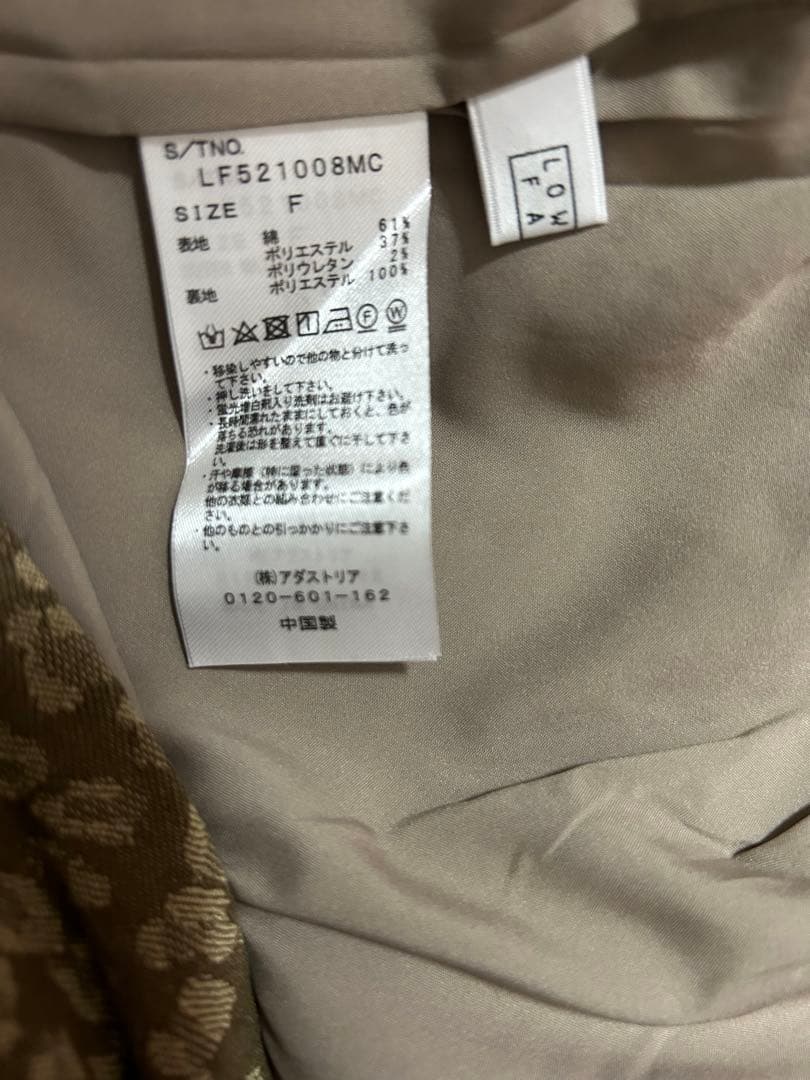 S/TNO.
LF521008MC
SIZE F
表地 綿 61%
ポリエステル 37%
ポリウレタン 2%
裏地 ポリエステル 100%
・移染しやすいので他の物と分けて洗っ
て下さい。
・押し洗いをして下さい。
・蛍光増白剤入り洗剤はお避け下さい。
・長時間濡れたままにしておくと、色が
落ちる恐れがあります。
洗濯後は形を整えて直ぐに干して下さ
い。
・汗や摩擦（特に湿った状態）により色
が移る場合があります。
他の衣類との組み合わせにご注意くだ
さい。
・他のものとの引っかかりにご注意下さ
い。
(株)アダストリア
0120-601-162
中国製
LOW
FA
F
W